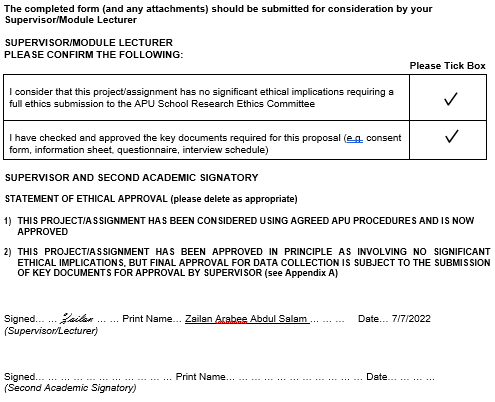 The completed form (and any attachments) should be submitted for consideration by your
Supervisor/Module Lecturer
SUPERVISOR/MODULE LECTURER
PLEASE CONFIRM THE FOLLOWING:
Please Tick Box
I consider that this project/assignment has no significant ethical implications requiring a
full ethics submission to the APU School Research Ethics Committee
✓
I have checked and approved the key documents required for this proposal (e.g. consent
form, information sheet, questionnaire, interview schedule)
✓
SUPERVISOR AND SECOND ACADEMIC SIGNATORY
STATEMENT OF ETHICAL APPROVAL (please delete as appropriate)
1) THIS PROJECT/ASSIGNMENT HAS BEEN CONSIDERED USING AGREED APU PROCEDURES AND IS NOW
APPROVED
2) THIS PROJECT/ASSIGNMENT HAS BEEN APPROVED IN PRINCIPLE AS INVOLVING NO SIGNIFICANT
ETHICAL IMPLICATIONS, BUT FINAL APPROVAL FOR DATA COLLECTION IS SUBJECT TO THE SUBMISSION
OF KEY DOCUMENTS FOR APPROVAL BY SUPERVISOR (see Appendix A)
Signed… … Zailan … … Print Name… Zailan Arabee Abdul Salam … … … Date… 7/7/2022
(Supervisor/Lecturer)
Signed… … … … … … … … … … Print Name… … … … … … … … … … … Date… … … …
(Second Academic Signatory)